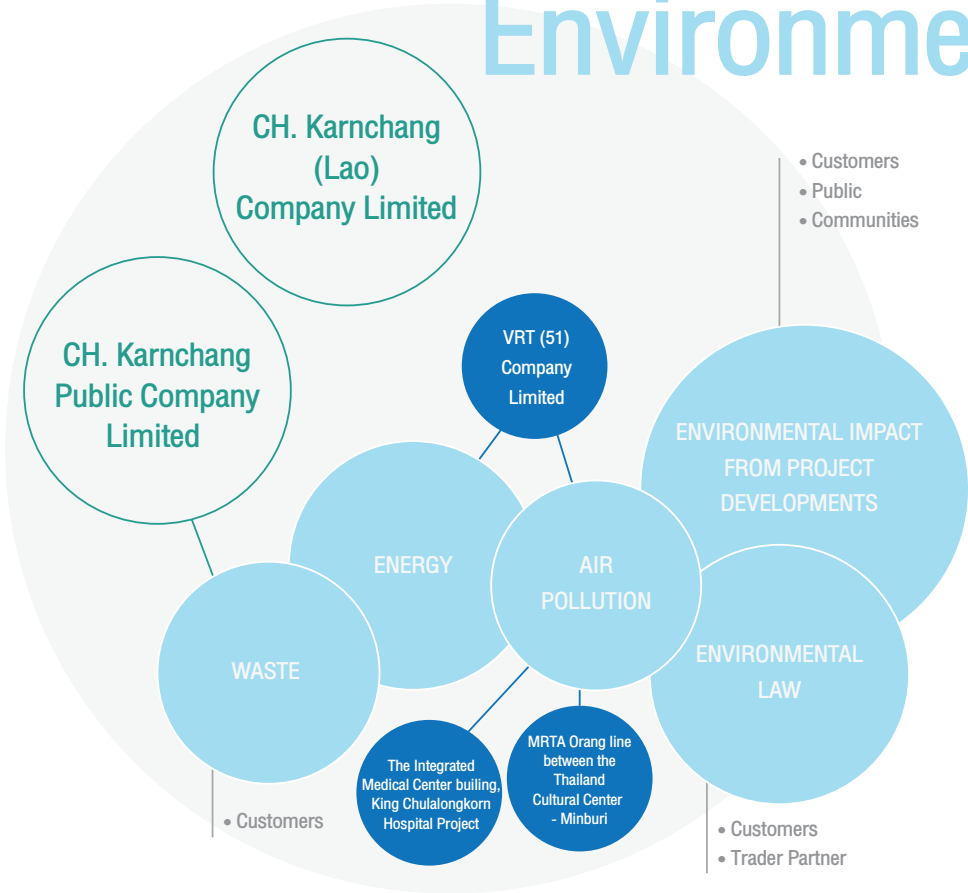 Environme
CH. Karnchang
(Lao)
Company Limited
• Customers
• Public
• Communities
CH. Karnchang
Public Company
Limited
VRT (51)
Company
Limited
ENVIRONMENTAL IMPACT
FROM PROJECT
DEVELOPMENTS
ENERGY
AIR
POLLUTION
WASTE
ENVIRONMENTAL
LAW
The Integrated
Medical Center builing,
King Chulalongkorn
Hospital Project
MRTA Orang line
between the
Thailand
Cultural Center
- Minburi
• Customers
• Customers
• Trader Partner